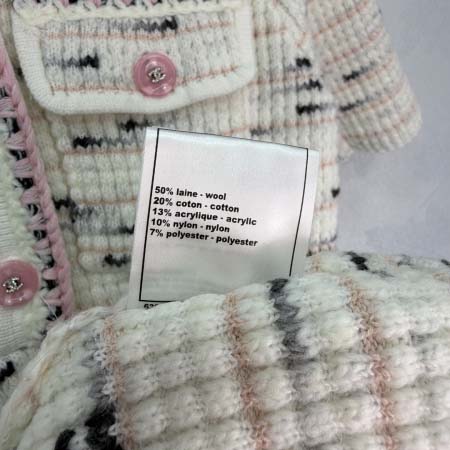 50% laine - wool
20% coton - cotton
13% acrylique - acrylic
10% nylon - nylon
7% polyester - polyester